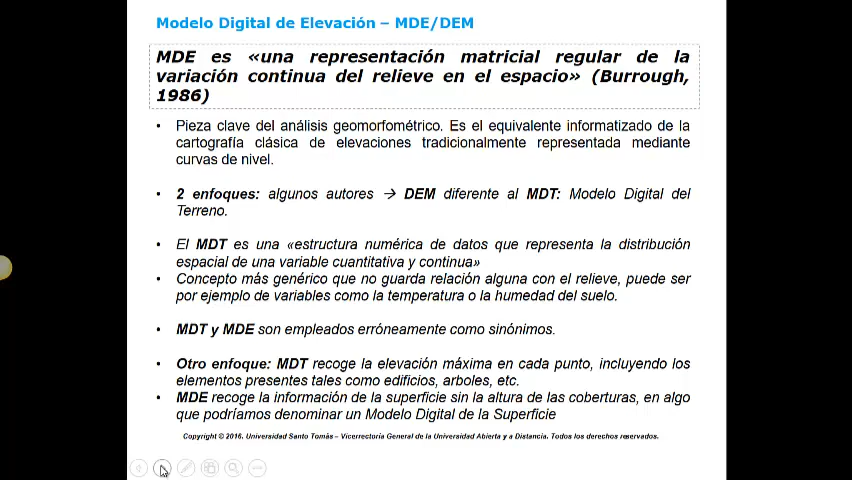 Modelo Digital de Elevación – MDE/DEM
MDE es «una representación matricial regular de la
variación continua del relieve en el espacio» (Burrough,
1986)
• Pieza clave del análisis geomorfométrico. Es el equivalente informatizado de la
cartografía clásica de elevaciones tradicionalmente representada mediante
curvas de nivel.
• 2 enfoques: algunos autores → DEM diferente al MDT: Modelo Digital del
Terreno.
• El MDT es una «estructura numérica de datos que representa la distribución
espacial de una variable cuantitativa y continua»
• Concepto más genérico que no guarda relación alguna con el relieve, puede ser
por ejemplo de variables como la temperatura o la humedad del suelo.
• MDT y MDE son empleados erróneamente como sinónimos.
• Otro enfoque: MDT recoge la elevación máxima en cada punto, incluyendo los
elementos presentes tales como edificios, arboles, etc.
• MDE recoge la información de la superficie sin la altura de las coberturas, en algo
que podríamos denominar un Modelo Digital de la Superficie
Copyright © 2016. Universidad Santo Tomás – Vicerrectoría General de la Universidad Abierta y a Distancia. Todos los derechos reservados.